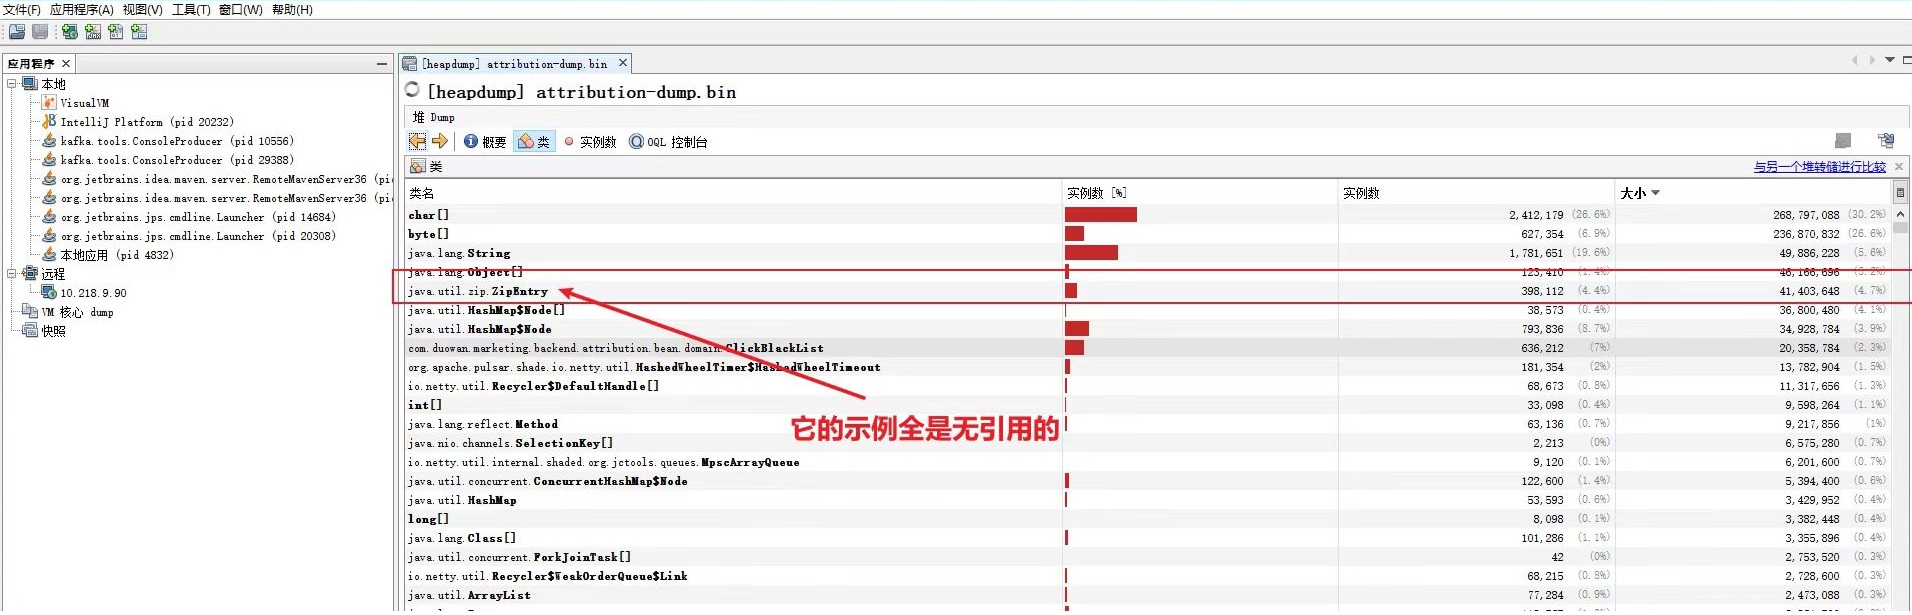 文件(F) 应用程序(A) 视图(V) 工具(T) 窗口(W) 帮助(H)
应用程序
本地
VisualVM
IntelliJ Platform (pid 20232)
kafka.tools.ConsoleProducer (pid 10556)
kafka.tools.ConsoleProducer (pid 29388)
org.jetbrains.idea.maven.server.RemoteMavenServer36 (pi
org.jetbrains.idea.maven.server.RemoteMavenServer36 (pi
org.jetbrains.jps.cmdline.Launcher (pid 14684)
org.jetbrains.jps.cmdline.Launcher (pid 20308)
本地应用 (pid 4832)
远程
10.218.9.90
VM 核心 dump
快照
[heapdump] attribution-dump.bin
[heapdump] attribution-dump.bin
堆 Dump
概要 类 实例数 OQL 控制台
类 与另一个堆转储进行比较
类名 实例数 [%] 实例数 大小
char[] 2,412,179 (26.6%) 268,797,088 (30.2%)
byte[] 627,354 (6.9%) 236,870,832 (26.6%)
java.lang.String 1,781,651 (19.6%) 49,886,228 (5.6%)
java.lang.Object[] 123,410 (1.4%) 46,166,696 (5.2%)
java.util.zip.ZipEntry 398,112 (4.4%) 41,403,648 (4.7%)
java.util.HashMap$Node[] 38,573 (0.4%) 36,800,480 (4.1%)
java.util.HashMap$Node 793,836 (8.7%) 34,928,784 (3.9%)
com.duowan.marketing.backend.attribution.bean.domain.ClickBlackList 636,212 (7%) 20,358,784 (2.3%)
org.apache.pulsar.shade.io.netty.util.HashedWheelTimer$HashedWheelTimeout 181,354 (2%) 13,782,904 (1.5%)
io.netty.util.Recycler$DefaultHandle[] 68,673 (0.8%) 11,317,656 (1.3%)
int[] 33,098 (0.4%) 9,598,264 (1.1%)
java.lang.reflect.Method 63,136 (0.7%) 9,217,856 (1%)
它的示例全是无引用的
java.nio.channels.SelectionKey[] 2,213 (0%) 6,575,280 (0.7%)
io.netty.util.internal.shaded.org.jctools.queues.MpscArrayQueue 9,120 (0.1%) 6,201,600 (0.7%)
java.util.concurrent.ConcurrentHashMap$Node 122,600 (1.4%) 5,394,400 (0.6%)
java.util.HashMap 53,593 (0.6%) 3,429,952 (0.4%)
long[] 8,098 (0.1%) 3,382,448 (0.4%)
java.lang.Class[] 101,286 (1.1%) 3,355,896 (0.4%)
java.util.concurrent.ForkJoinTask[] 42 (0%) 2,753,520 (0.3%)
io.netty.util.Recycler$WeakOrderQueue$Link 68,215 (0.8%) 2,728,600 (0.3%)
java.util.ArrayList 77,284 (0.9%) 2,473,088 (0.3%)